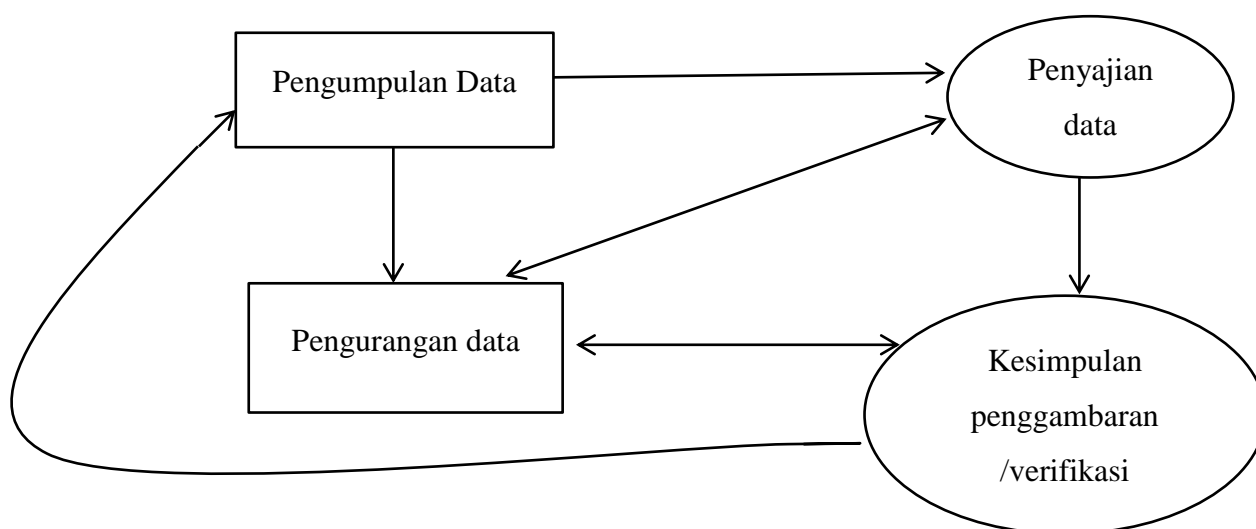 Pengumpulan Data
Penyajian
data
Pengurangan data
Kesimpulan
penggambaran
/verifikasi